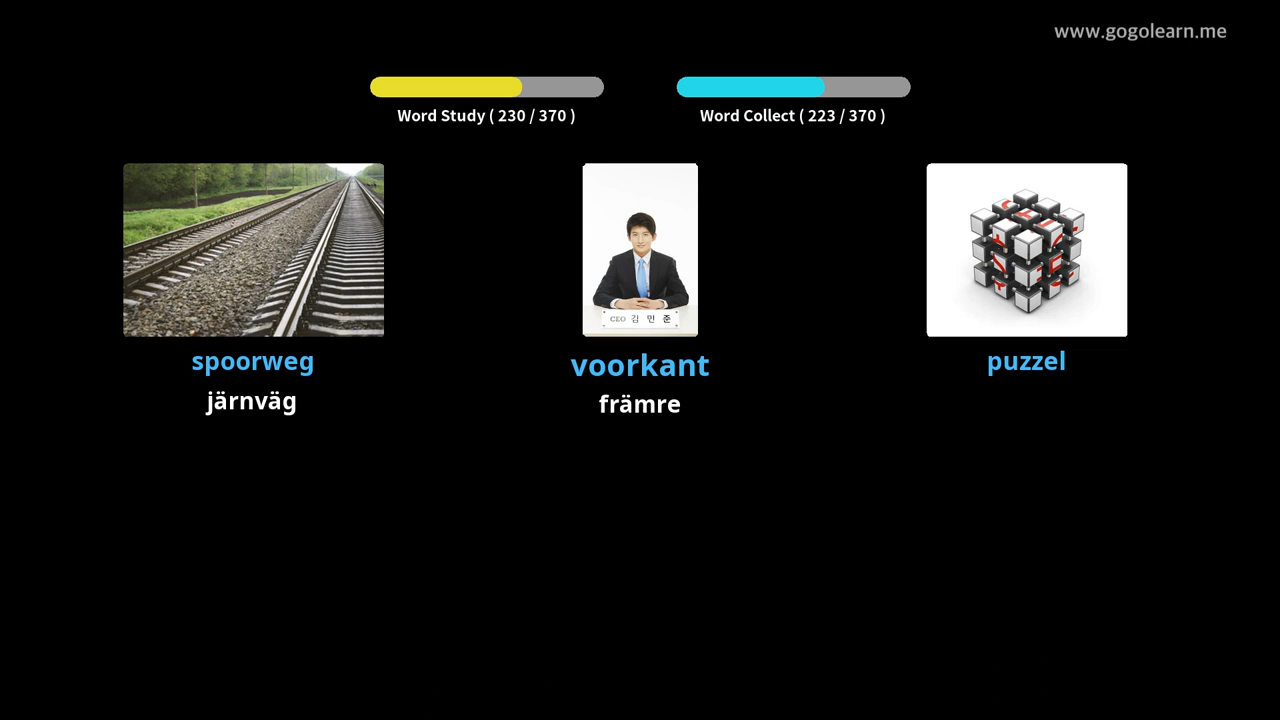 www.gogolearn.me
Word Study ( 230 / 370 )
Word Collect ( 223 / 370 )
CEO 김 민 준
spoorweg
voorkant
puzzel
järnväg
främre